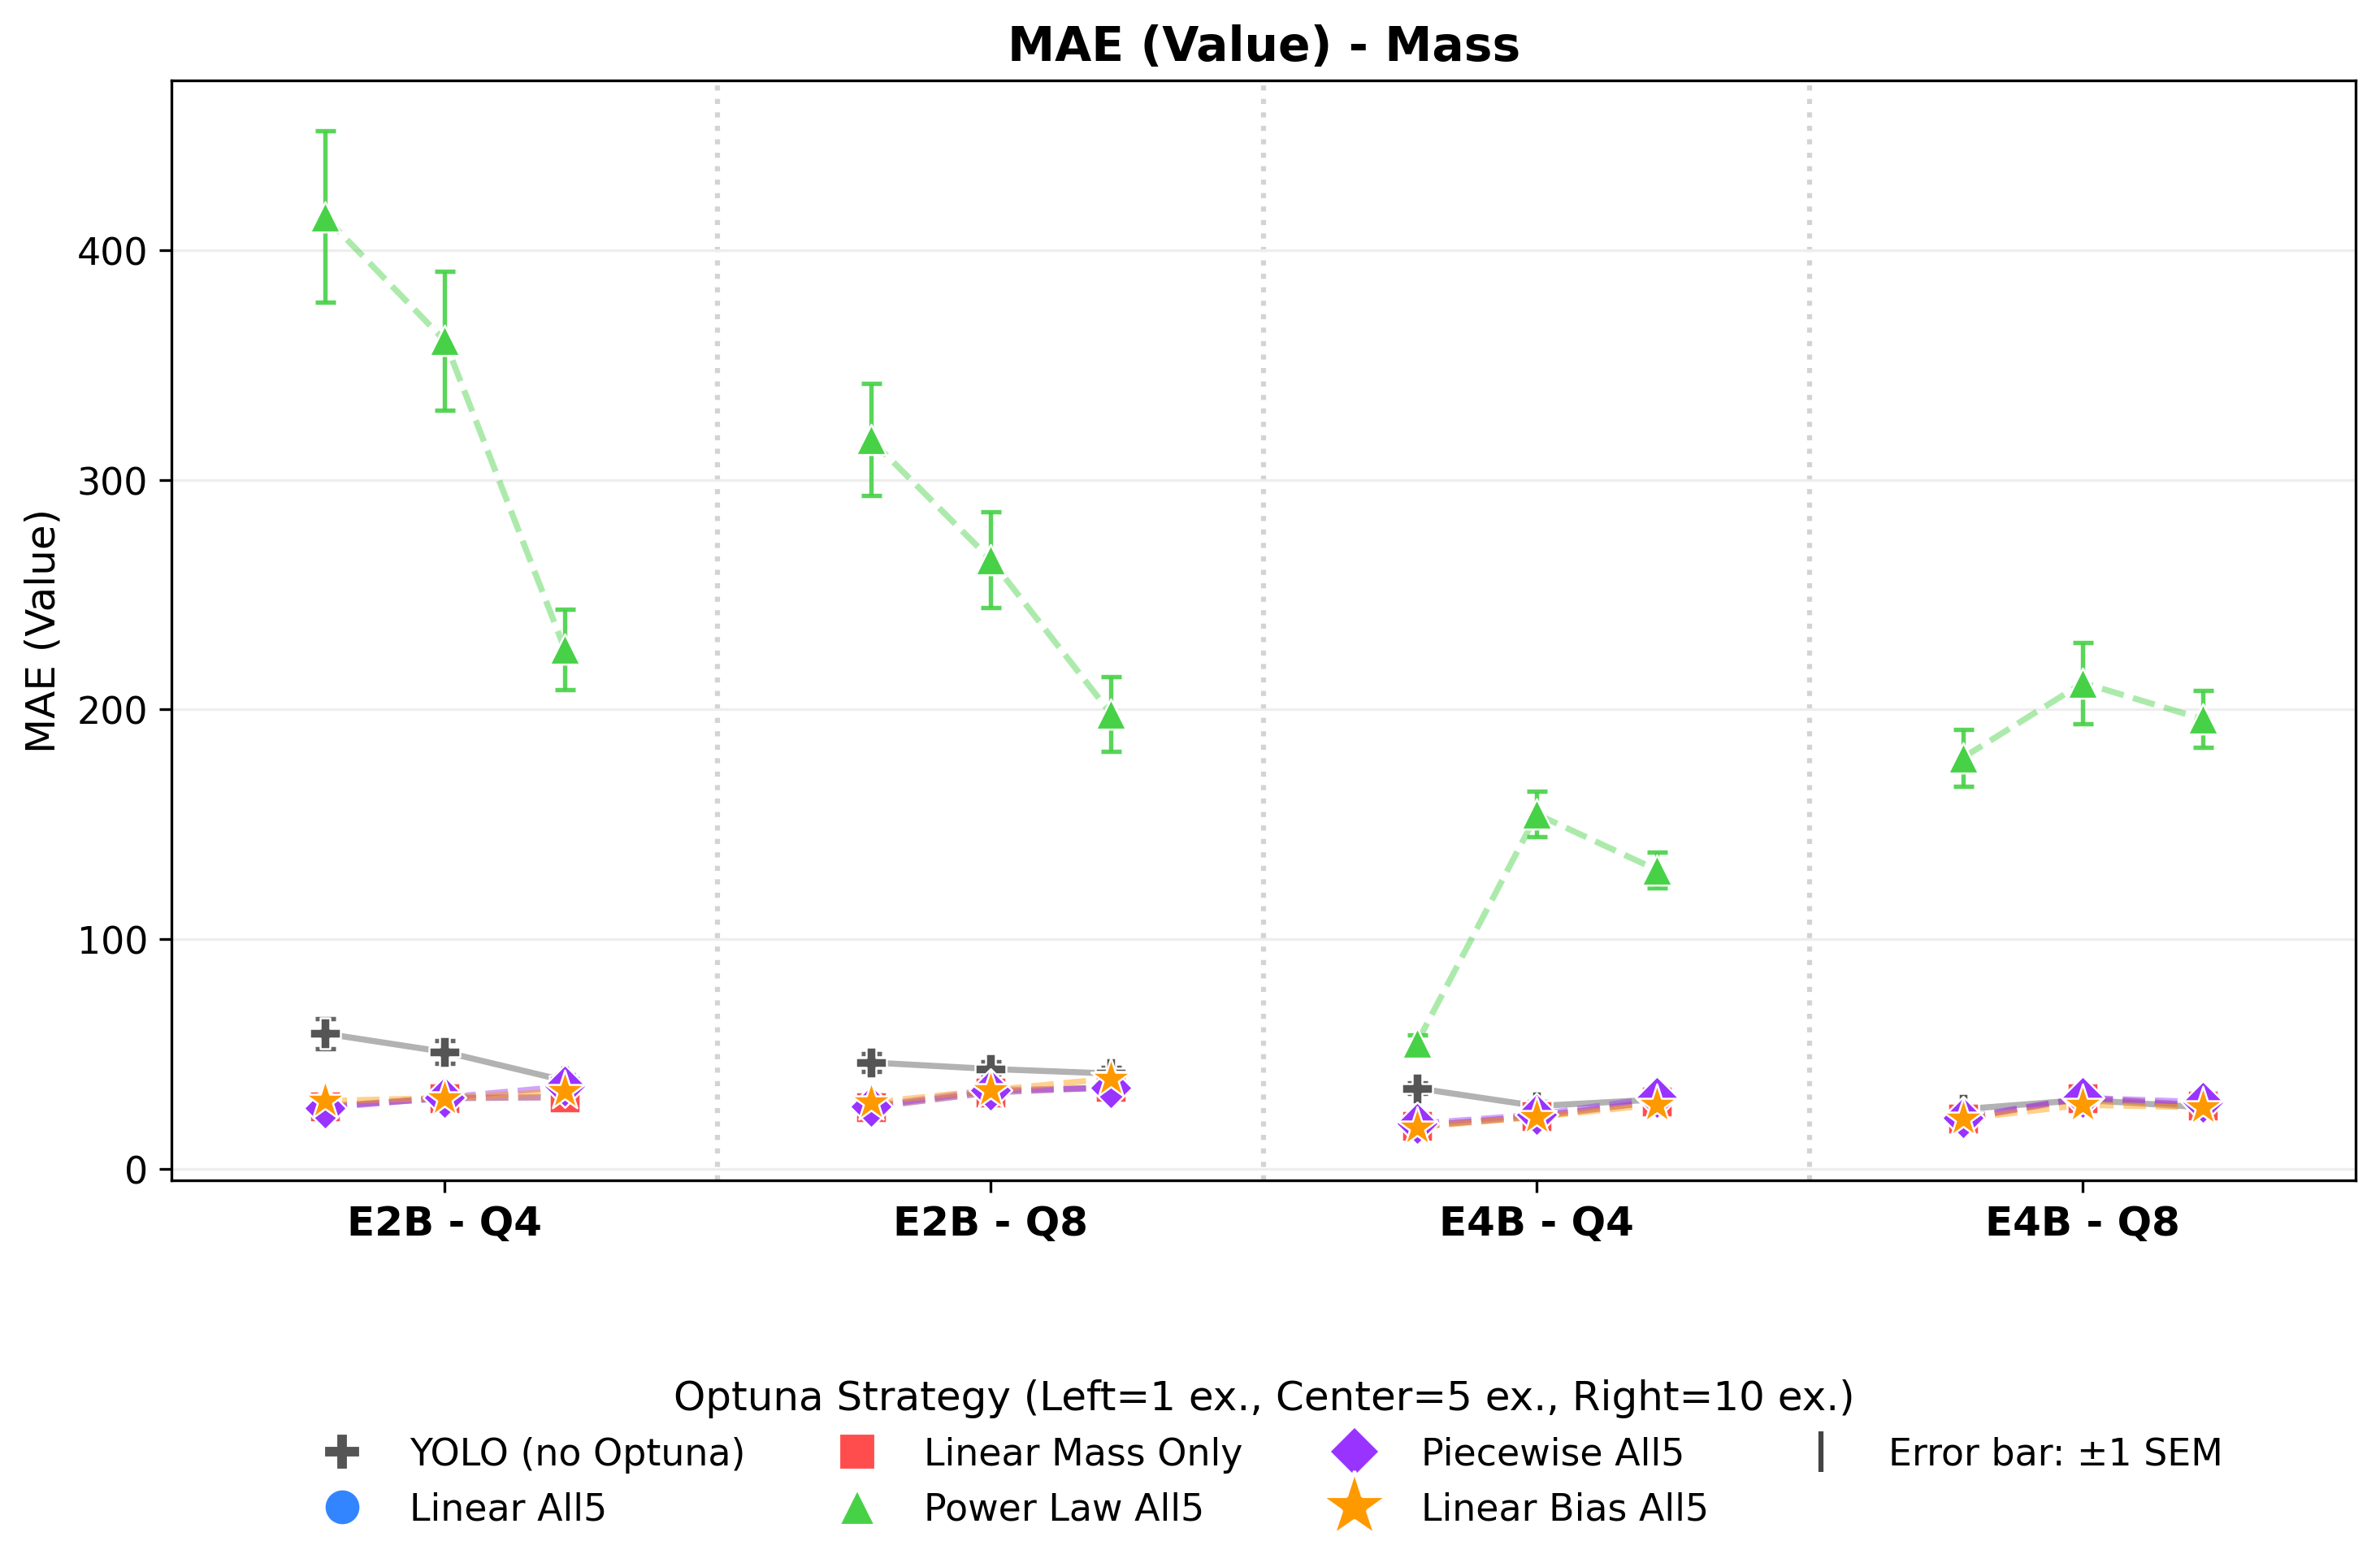 MAE (Value) - Mass
MAE (Value)
400
300
200
100
0
E2B - Q4
E2B - Q8
E4B - Q4
E4B - Q8
Optuna Strategy (Left=1 ex., Center=5 ex., Right=10 ex.)
YOLO (no Optuna)
Linear All5
Linear Mass Only
Power Law All5
Piecewise All5
Linear Bias All5
Error bar: ±1 SEM